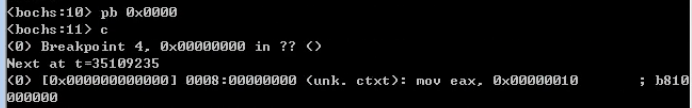 <bochs:10> pb 0x0000
<bochs:11> c
(0) Breakpoint 4, 0x00000000 in ?? ()
Next at t=35109235
(0) [0x000000000000] 0008:00000000 (unk. ctxt): mov eax, 0x00000010 ; b810
000000